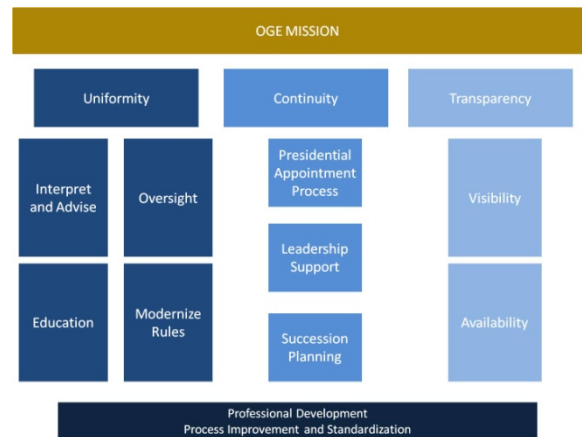 OGE MISSION
Uniformity
Continuity
Transparency
Interpret
and Advise
Oversight
Presidential
Appointment
Process
Visibility
Leadership
Support
Education
Modernize
Rules
Succession
Planning
Availability
Professional Development
Process Improvement and Standardization